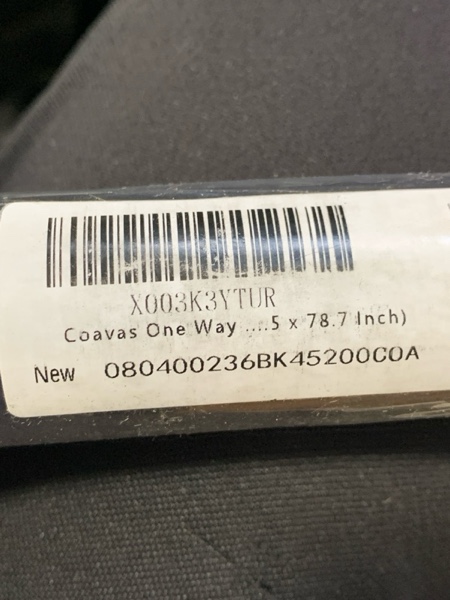 X003K3YTUR
Coavas One Way ....5 x 78.7 Inch)
New 080400236BK45200C0A